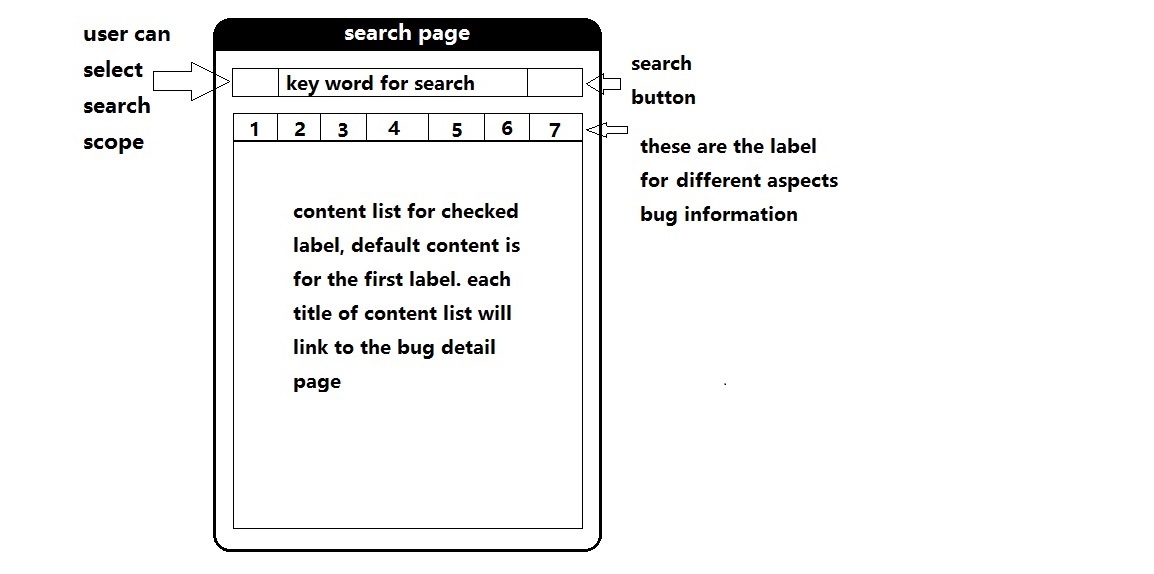 user can
select
search
scope
search page
key word for search
search
button
1 2 3 4 5 6 7
these are the label
for different aspects
bug information
content list for checked
label, default content is
for the first label. each
title of content list will
link to the bug detail
page